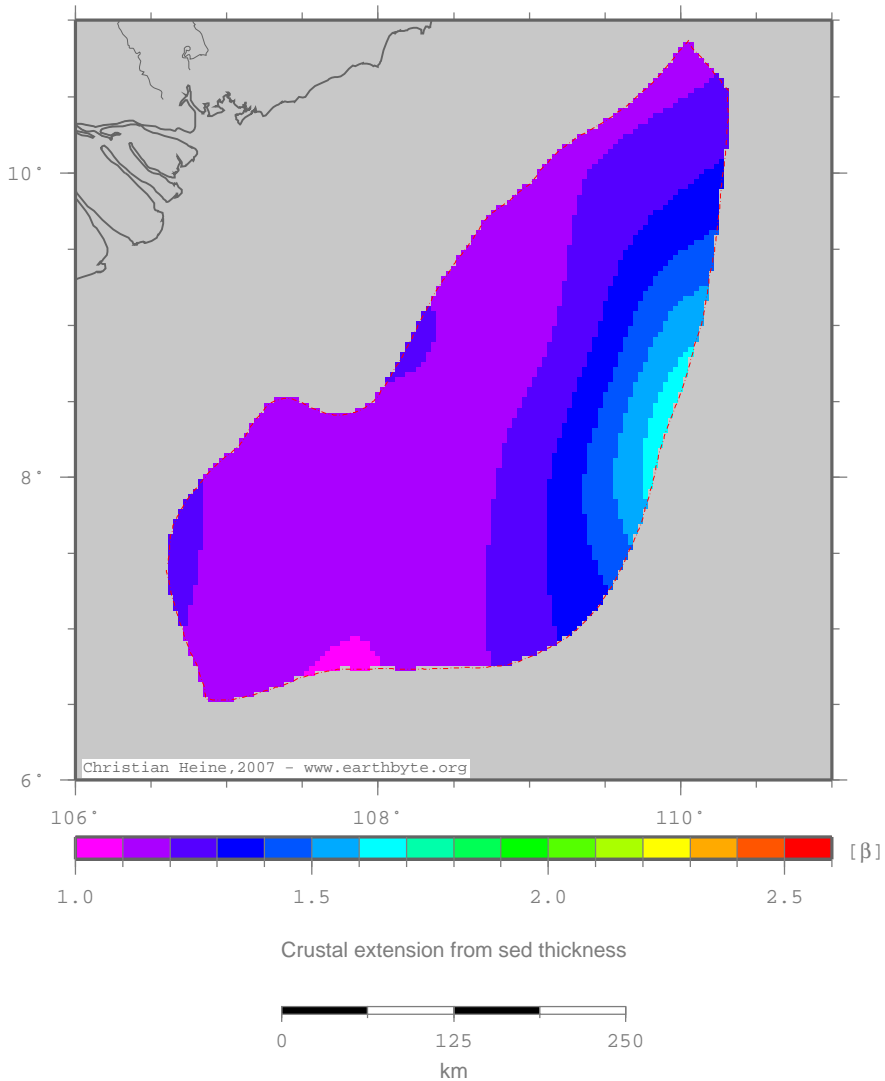 10°
8°
6°
Christian Heine,2007 - www.earthbyte.org
106° 108° 110°
[β]
1.0 1.5 2.0 2.5
Crustal extension from sed thickness
0 125 250
km